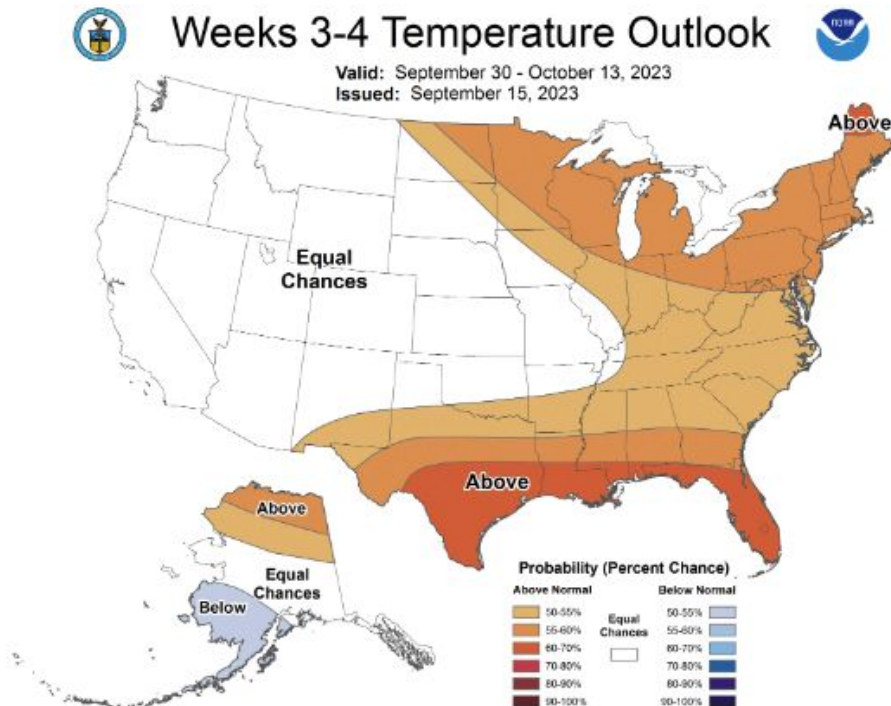 noaa
Weeks 3-4 Temperature Outlook
Valid: September 30 - October 13, 2023
Issued: September 15, 2023
Above
Equal
Chances
Above
Above
Equal
Chances
Below
Probability (Percent Chance)
Above Normal
Below Normal
Equal
Chances
50-55%
50-55%
55-60%
55-60%
60-70%
60-70%
70-80%
70-80%
80-90%
80-90%
90-100%
90-100%